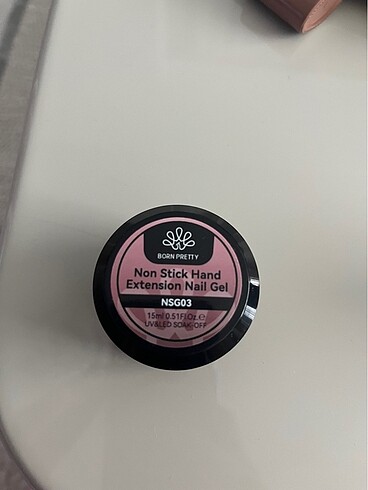 BORN PRETTY
Non Stick Hand
Extension Nail Gel
NSG03
15ml 0.51Fl.Oz.℮
UV&LED SOAK-OFF